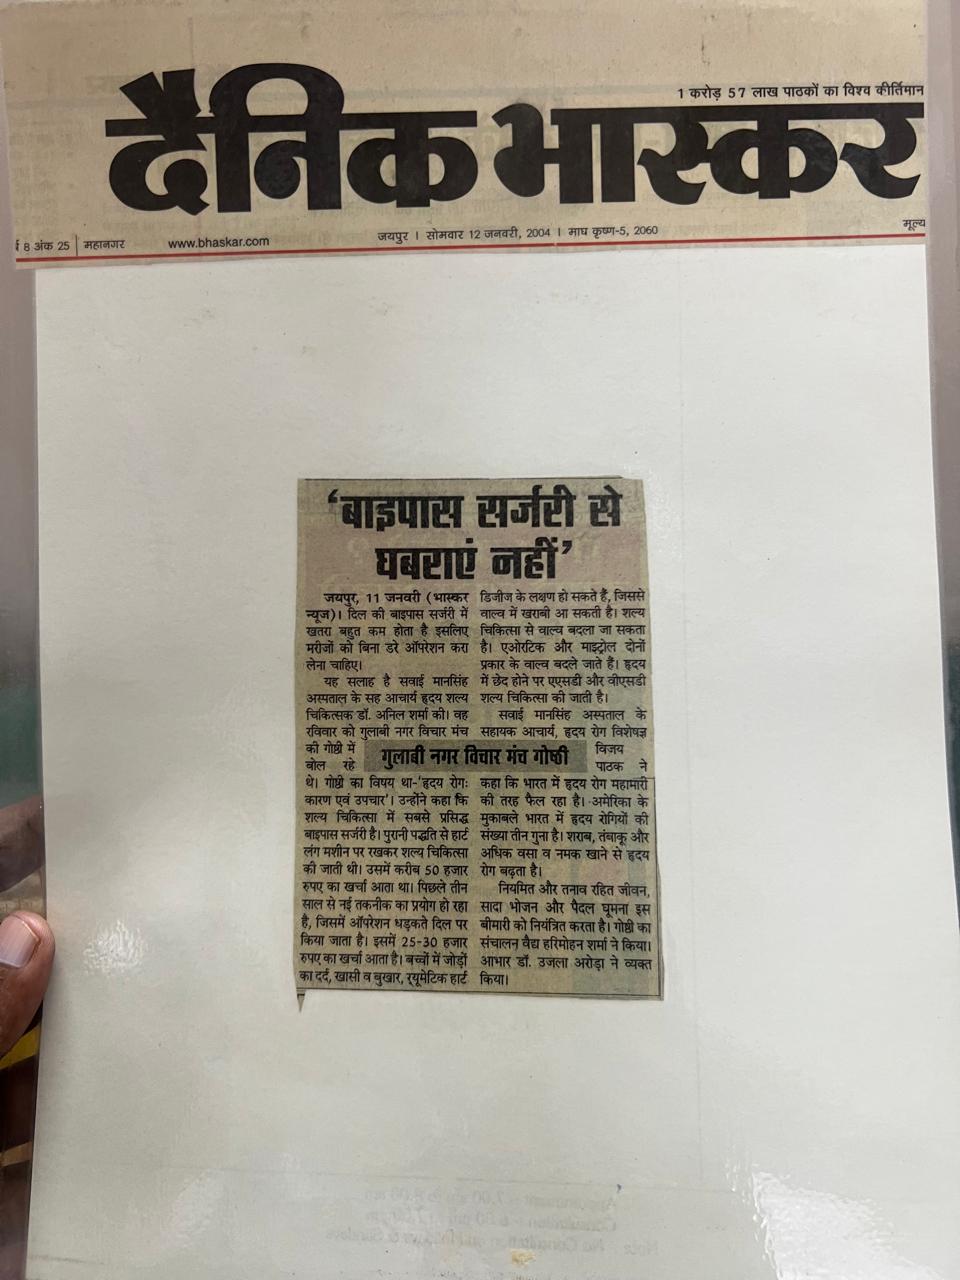 1 करोड़ 57 लाख पाठकों का विश्व कीर्तिमान
दैनिक भास्कर
र्ष 8 अंक 25 | महानगर www.bhaskar.com जयपुर । सोमवार 12 जनवरी, 2004 । माघ कृष्ण-5, 2060 मूल्य
‘बाइपास सर्जरी से
घबराएं नहीं’
जयपुर, 11 जनवरी (भास्कर
न्यूज)। दिल की बाइपास सर्जरी में
खतरा बहुत कम होता है इसलिए
मरीजों को बिना डरे ऑपरेशन करा
लेना चाहिए।
यह सलाह है सवाई मानसिंह
अस्पताल के सह आचार्य हृदय शल्य
चिकित्सक डॉ. अनिल शर्मा की। वह
रविवार को गुलाबी नगर विचार मंच
की गोष्ठी में
बोल रहे
थे। गोष्ठी का विषय था-'हृदय रोगः
कारण एवं उपचार'। उन्होंने कहा कि
शल्य चिकित्सा में सबसे प्रसिद्ध
बाइपास सर्जरी है। पुरानी पद्धति से हार्ट
लंग मशीन पर रखकर शल्य चिकित्सा
की जाती थी। उसमें करीब 50 हजार
रुपए का खर्चा आता था। पिछले तीन
साल से नई तकनीक का प्रयोग हो रहा
है, जिसमें ऑपरेशन धड़कते दिल पर
किया जाता है। इसमें 25-30 हजार
रुपए का खर्चा आता है। बच्चों में जोड़ों
का दर्द, खासी व बुखार, र्‌यूमेटिक हार्ट
गुलाबी नगर विचार मंच गोष्ठी
डिजीज के लक्षण हो सकते हैं, जिससे
वाल्व में खराबी आ सकती है। शल्य
चिकित्सा से वाल्व बदला जा सकता
है। एओरटिक और माइट्रोल दोनों
प्रकार के वाल्व बदले जाते हैं। हृदय
में छेद होने पर एएसडी और वीएसडी
शल्य चिकित्सा की जाती है।
सवाई मानसिंह अस्पताल के
सहायक आचार्य, हृदय रोग विशेषज्ञ
विजय
पाठक ने
कहा कि भारत में हृदय रोग महामारी
की तरह फैल रहा है। अमेरिका के
मुकाबले भारत में हृदय रोगियों की
संख्या तीन गुना है। शराब, तंबाकू और
अधिक वसा व नमक खाने से हृदय
रोग बढ़ता है।
नियमित और तनाव रहित जीवन,
सादा भोजन और पैदल घूमना इस
बीमारी को नियंत्रित करता है। गोष्ठी का
संचालन वैद्य हरिमोहन शर्मा ने किया।
आभार डॉ. उजला अरोड़ा ने व्यक्त
किया।